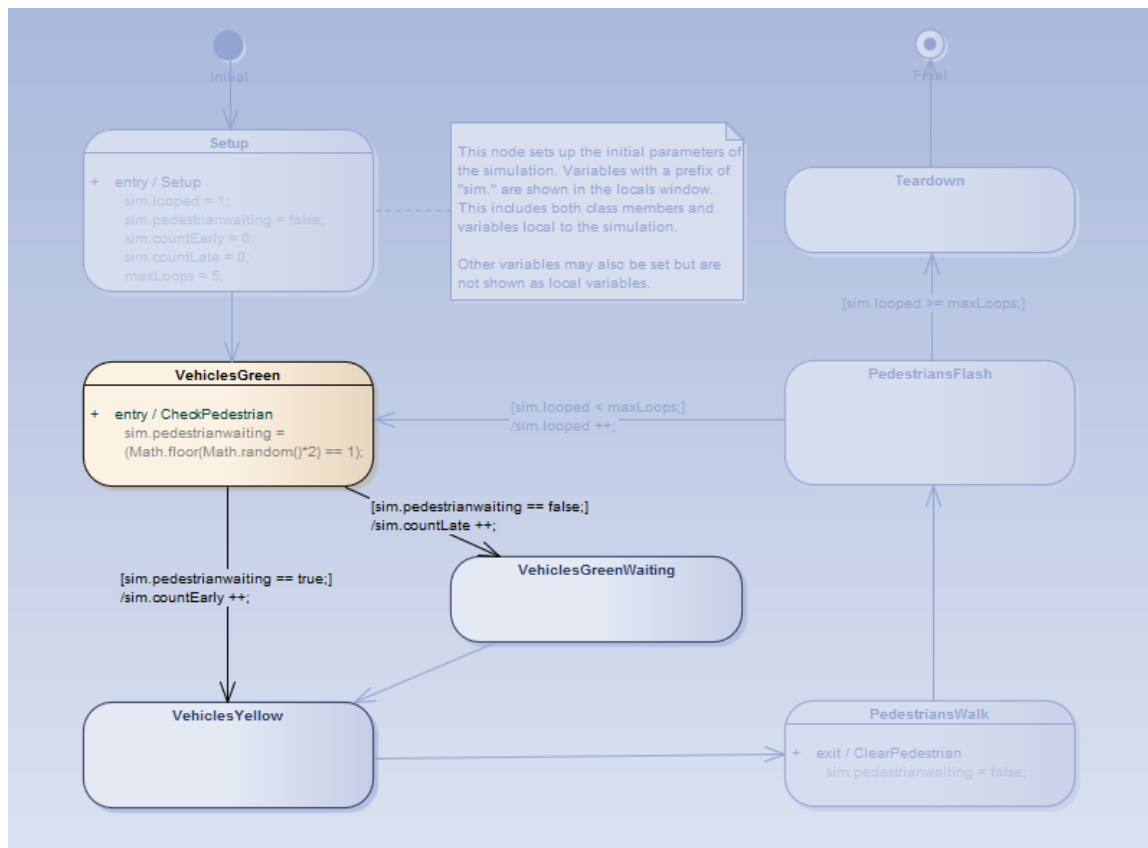 Initial
Final
Setup
+ entry / Setup
sim.looped = 1;
sim.pedestrianwaiting = false;
sim.countEarly = 0;
sim.countLate = 0;
maxLoops = 5;
This node sets up the initial parameters of
the simulation. Variables with a prefix of
"sim." are shown in the locals window.
This includes both class members and
variables local to the simulation.
Other variables may also be set but are
not shown as local variables.
Teardown
[sim.looped >= maxLoops;]
VehiclesGreen
+ entry / CheckPedestrian
sim.pedestrianwaiting =
(Math.floor(Math.random()*2) == 1);
[sim.looped < maxLoops;]
/sim.looped ++;
PedestriansFlash
[sim.pedestrianwaiting == false;]
/sim.countLate ++;
[sim.pedestrianwaiting == true;]
/sim.countEarly ++;
VehiclesGreenWaiting
VehiclesYellow
PedestriansWalk
+ exit / ClearPedestrian
sim.pedestrianwaiting = false;